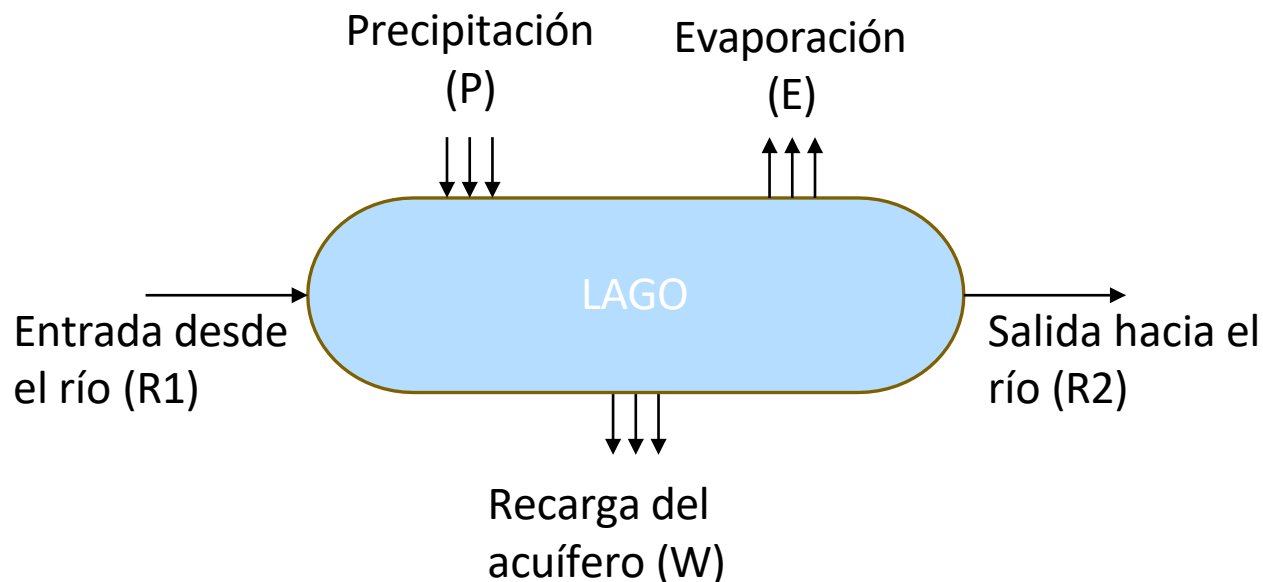 Precipitación
(P)
Evaporación
(E)
LAGO
Entrada desde
el río (R1)
Salida hacia el
río (R2)
Recarga del
acuífero (W)